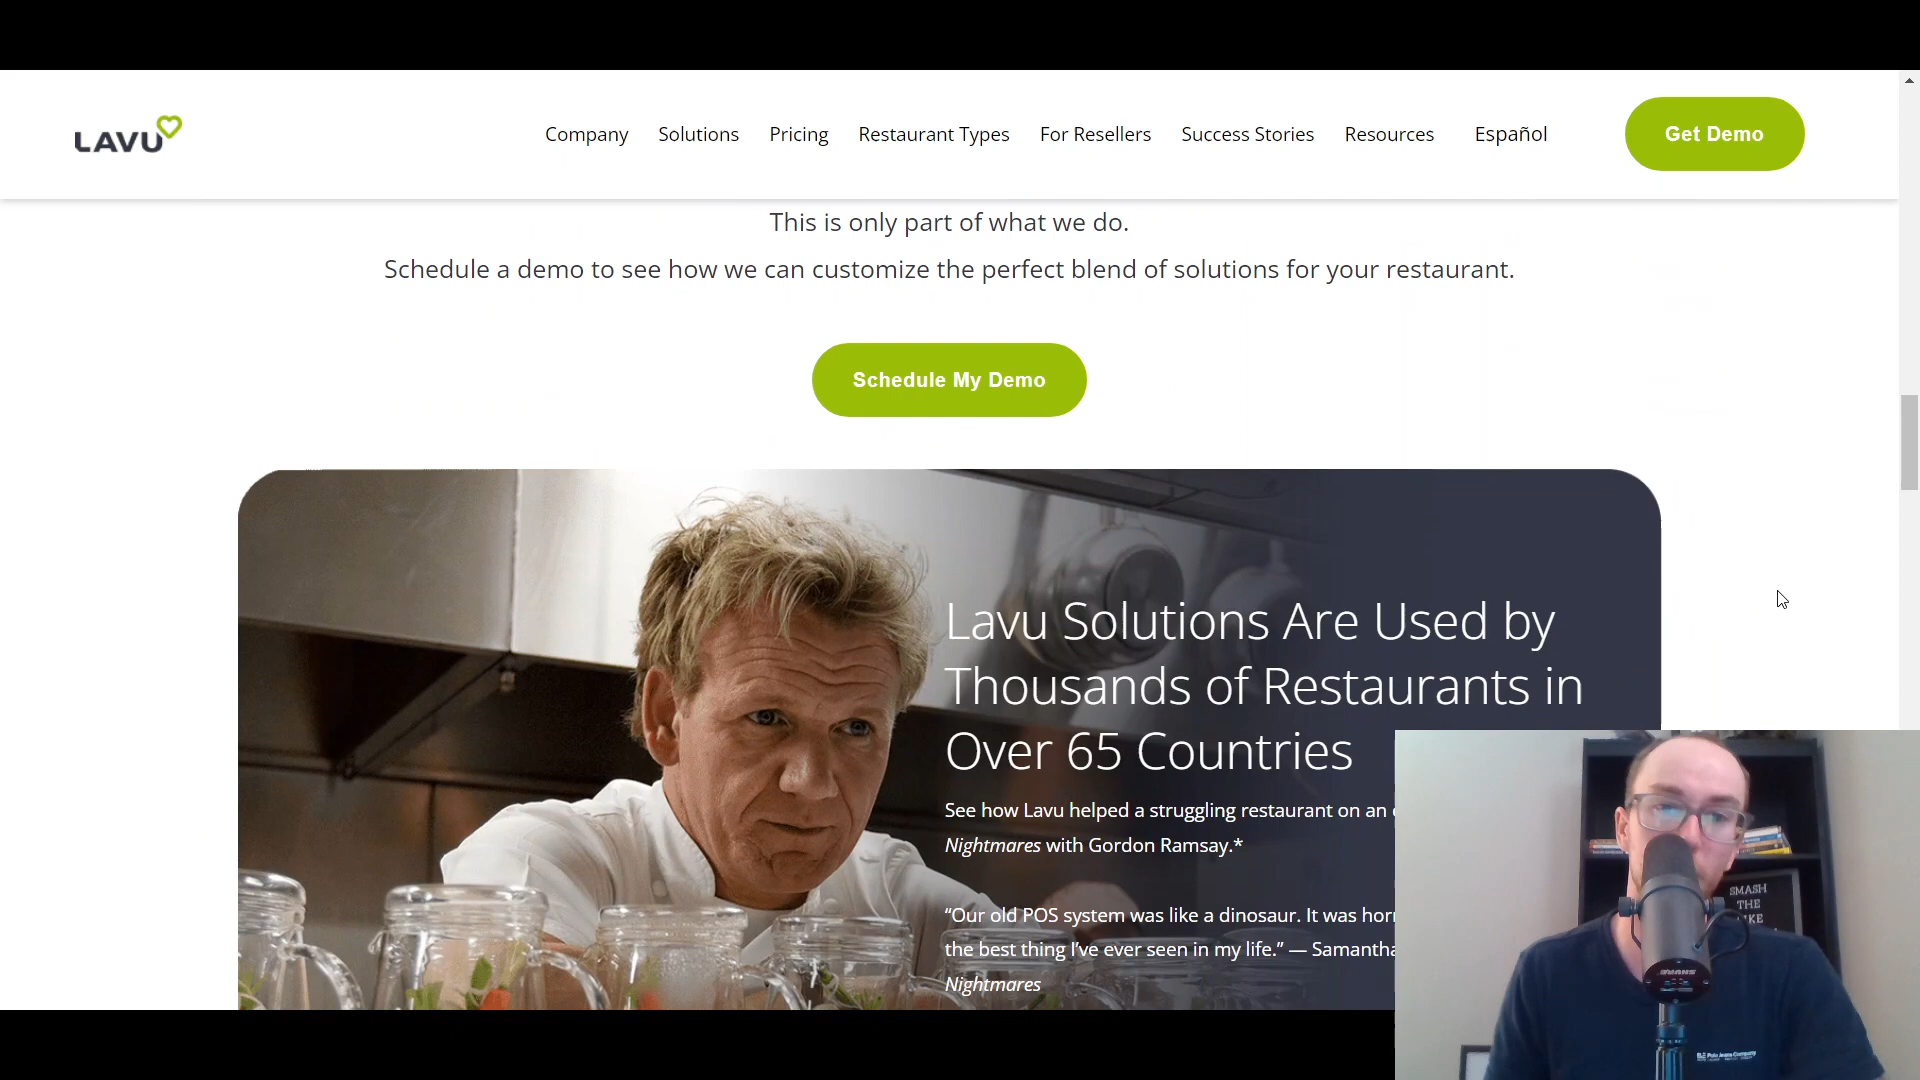 LAVU
Company Solutions Pricing Restaurant Types For Resellers Success Stories Resources Español Get Demo
This is only part of what we do.
Schedule a demo to see how we can customize the perfect blend of solutions for your restaurant.
Schedule My Demo
Lavu Solutions Are Used by
Thousands of Restaurants in
Over 65 Countries
See how Lavu helped a struggling restaurant on an
Nightmares with Gordon Ramsay.*
“Our old POS system was like a dinosaur. It was
the best thing I’ve ever seen in my life.” — Samantha
Nightmares
SMASH
THE
SHURE
Polo Jeans Company